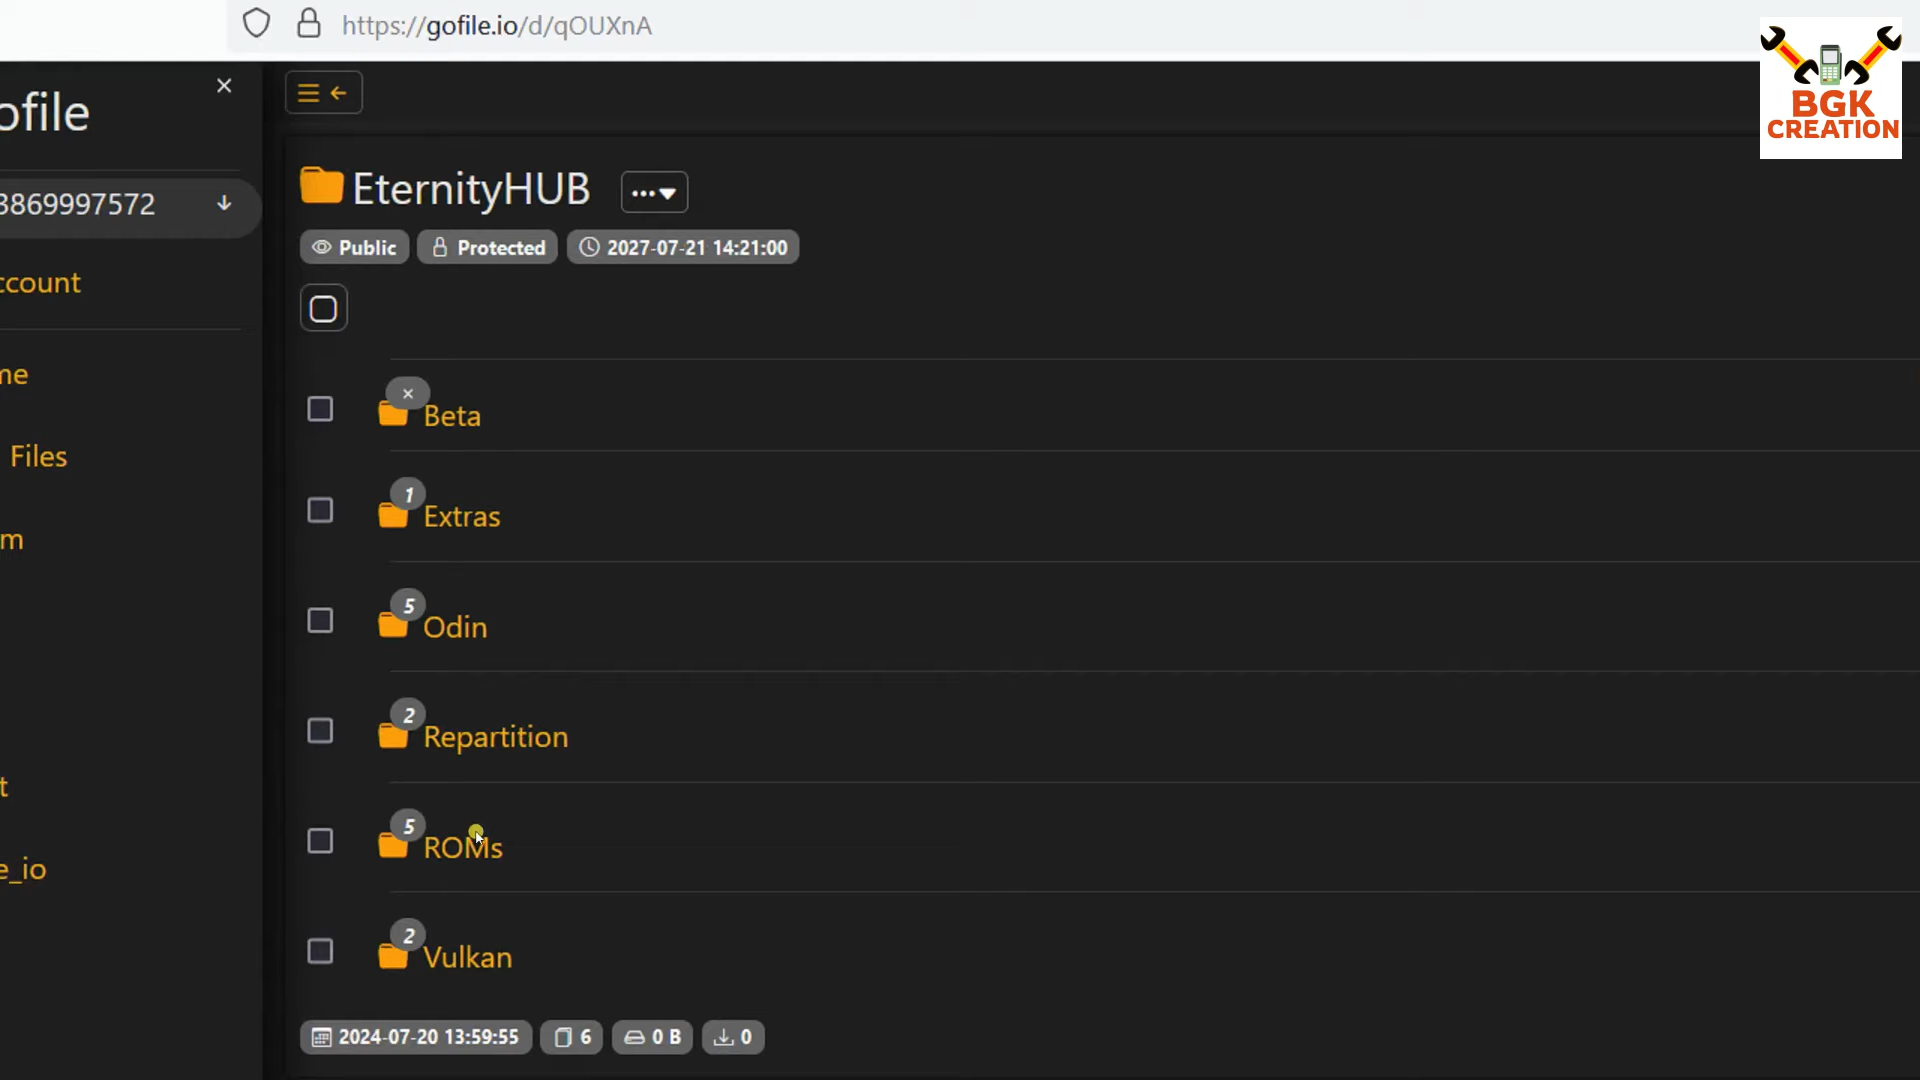 https://gofile.io/d/qOUXnA
BGK
CREATION
ofile
3869997572
ccount
me
Files
m
t
e_io
EternityHUB
Public
Protected
2027-07-21 14:21:00
×
Beta
1
Extras
5
Odin
2
Repartition
5
ROMs
2
Vulkan
2024-07-20 13:59:55
6
0 B
0